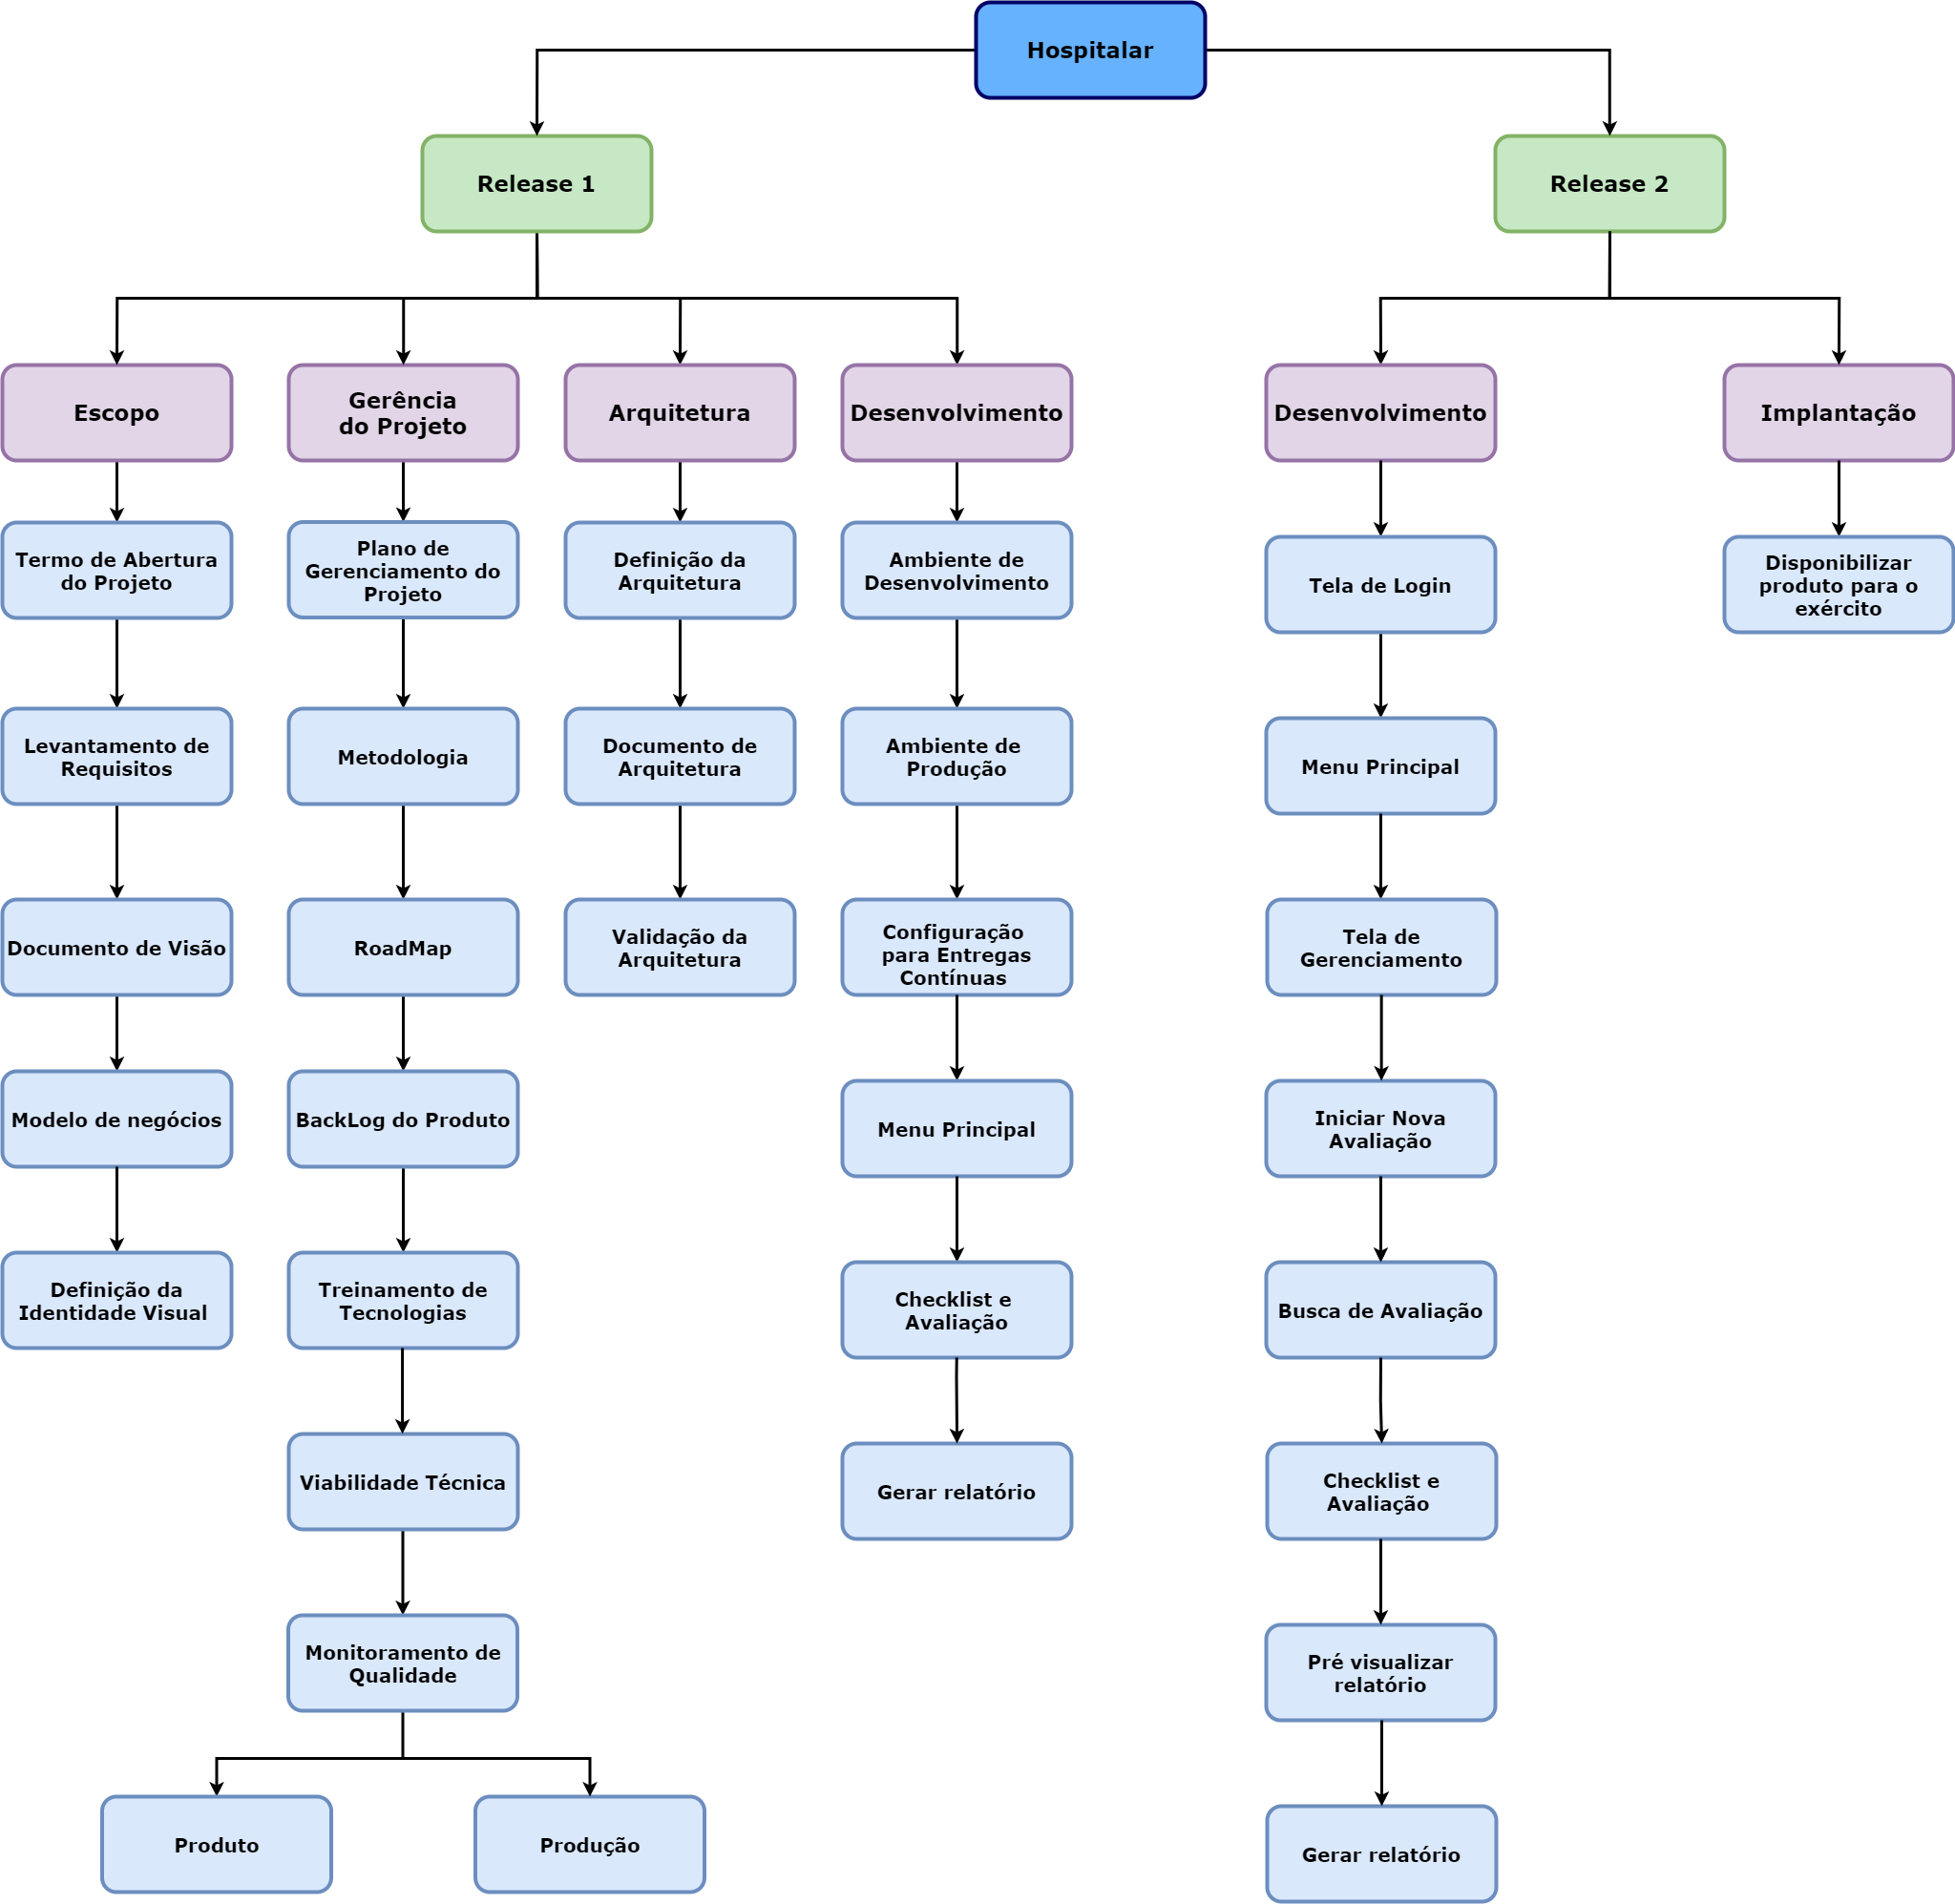 Hospitalar
Release 1
Release 2
Escopo
Gerência
do Projeto
Arquitetura
Desenvolvimento
Desenvolvimento
Implantação
Termo de Abertura
do Projeto
Plano de
Gerenciamento do
Projeto
Definição da
Arquitetura
Ambiente de
Desenvolvimento
Tela de Login
Disponibilizar
produto para o
exército
Levantamento de
Requisitos
Metodologia
Documento de
Arquitetura
Ambiente de
Produção
Menu Principal
Documento de Visão
RoadMap
Validação da
Arquitetura
Configuração
para Entregas
Contínuas
Tela de
Gerenciamento
Modelo de negócios
BackLog do Produto
Menu Principal
Iniciar Nova
Avaliação
Definição da
Identidade Visual
Treinamento de
Tecnologias
Checklist e
Avaliação
Busca de Avaliação
Viabilidade Técnica
Gerar relatório
Checklist e
Avaliação
Monitoramento de
Qualidade
Pré visualizar
relatório
Produto
Produção
Gerar relatório